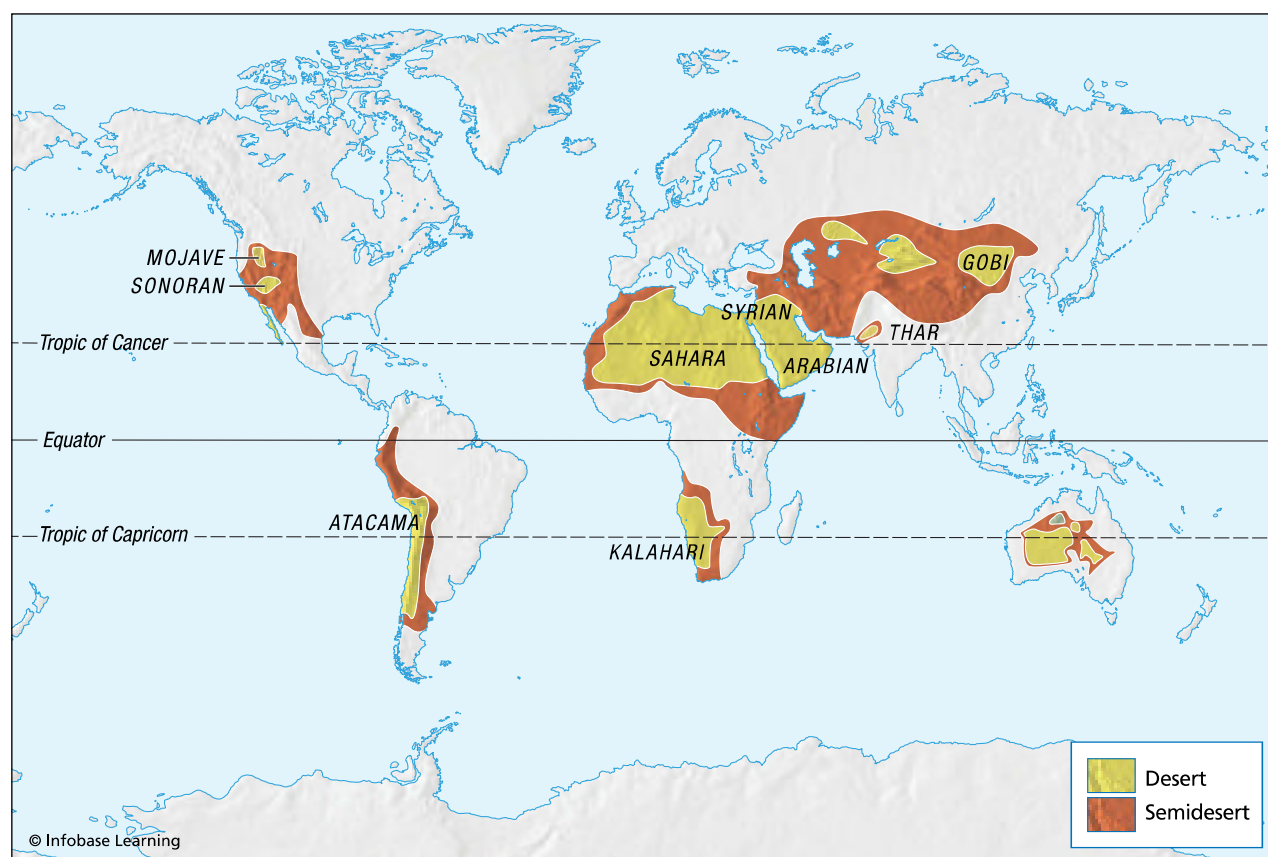 MOJAVE
SONORAN
GOBI
SYRIAN
THAR
Tropic of Cancer
SAHARA
ARABIAN
Equator
ATACAMA
Tropic of Capricorn
KALAHARI
Desert
Semidesert
© Infobase Learning